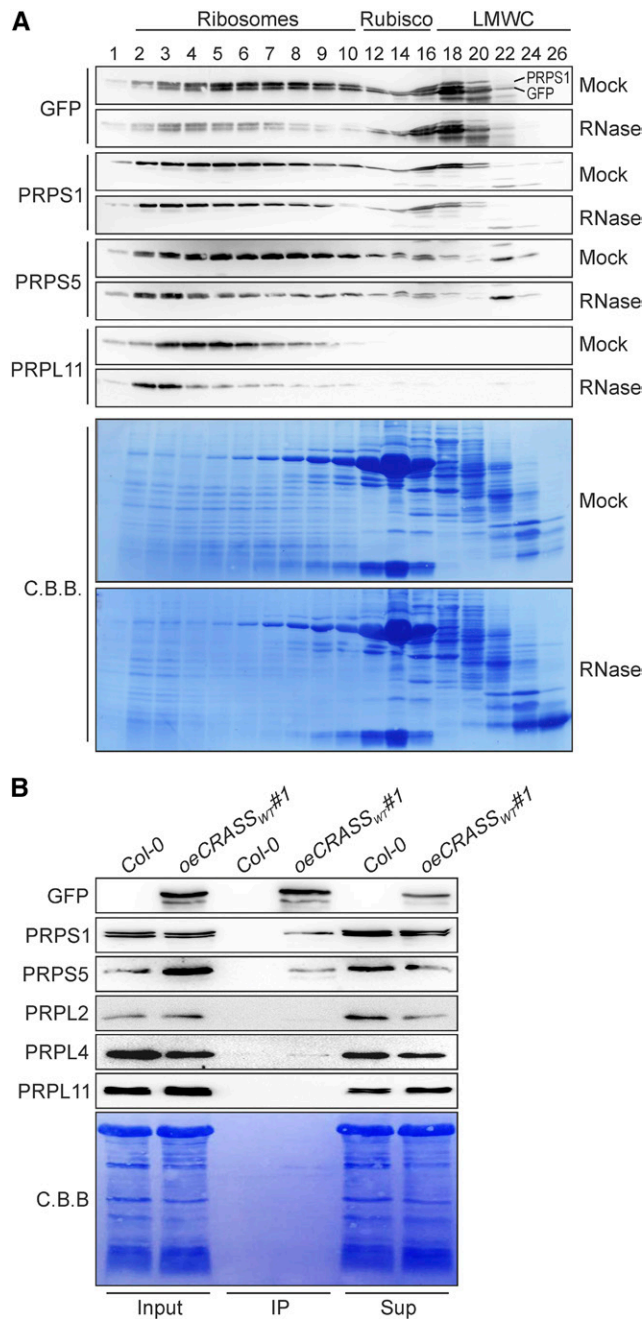 A
Ribosomes Rubisco LMWC
1 2 3 4 5 6 7 8 9 10 12 14 16 18 20 22 24 26
GFP
PRPS1
GFP
Mock
RNase
PRPS1
Mock
RNase
PRPS5
Mock
RNase
PRPL11
Mock
RNase
C.B.B.
Mock
RNase
B
Col-0 oeCRASSWT#1 Col-0 oeCRASSWT#1 Col-0 oeCRASSWT#1
GFP
PRPS1
PRPS5
PRPL2
PRPL4
PRPL11
C.B.B
Input IP Sup